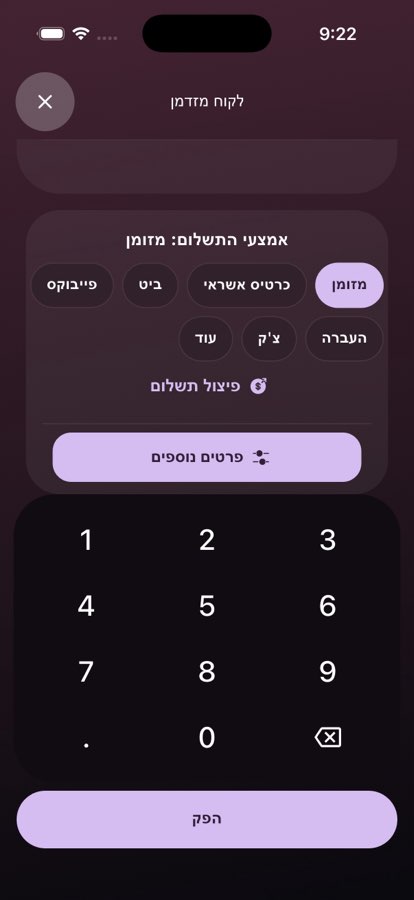 9:22
לקוח מזדמן
אמצעי התשלום: מזומן
מזומן כרטיס אשראי ביט פייבוקס
העברה צ'ק עוד
פיצול תשלום
פרטים נוספים
1 2 3
4 5 6
7 8 9
. 0
הפק